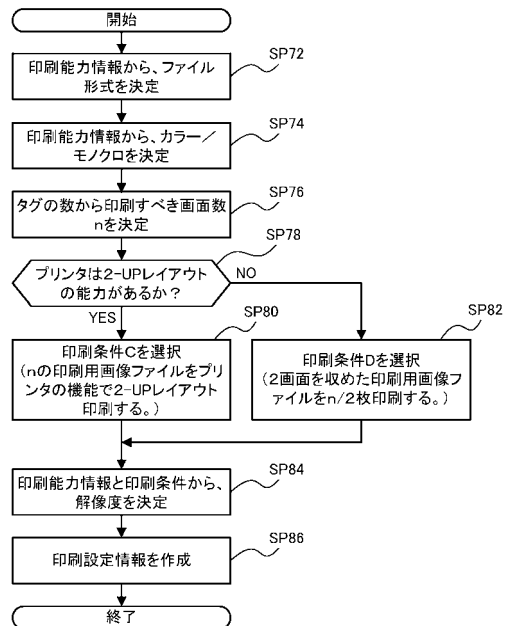 開始
SP72
印刷能力情報から、ファイル
形式を決定
SP74
印刷能力情報から、カラー／
モノクロを決定
SP76
タグの数から印刷すべき画面数
nを決定
SP78
プリンタは2-UPレイアウト
の能力があるか？
NO
YES
SP80
印刷条件Cを選択
（nの印刷用画像ファイルをプリ
ンタの機能で2-UPレイアウト
印刷する。）
SP82
印刷条件Dを選択
（2画面を収めた印刷用画像フ
ァイルをn/2枚印刷する。）
SP84
印刷能力情報と印刷条件から、
解像度を決定
SP86
印刷設定情報を作成
終了